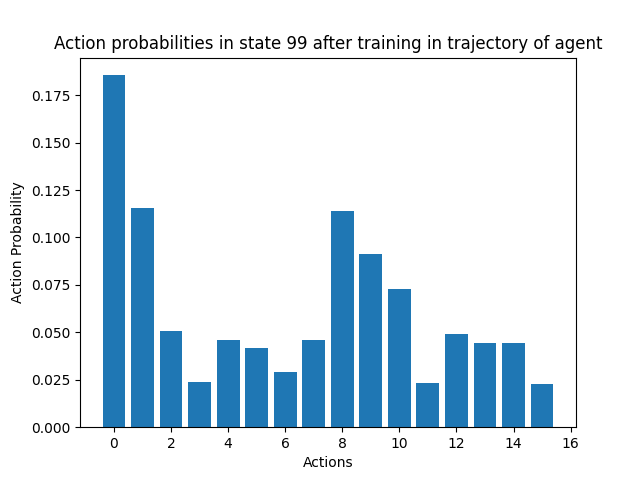 Action probabilities in state 99 after training in trajectory of agent
0.175
0.150
0.125
0.100
0.075
0.050
0.025
0.000
Action Probability
0 2 4 6 8 10 12 14 16
Actions